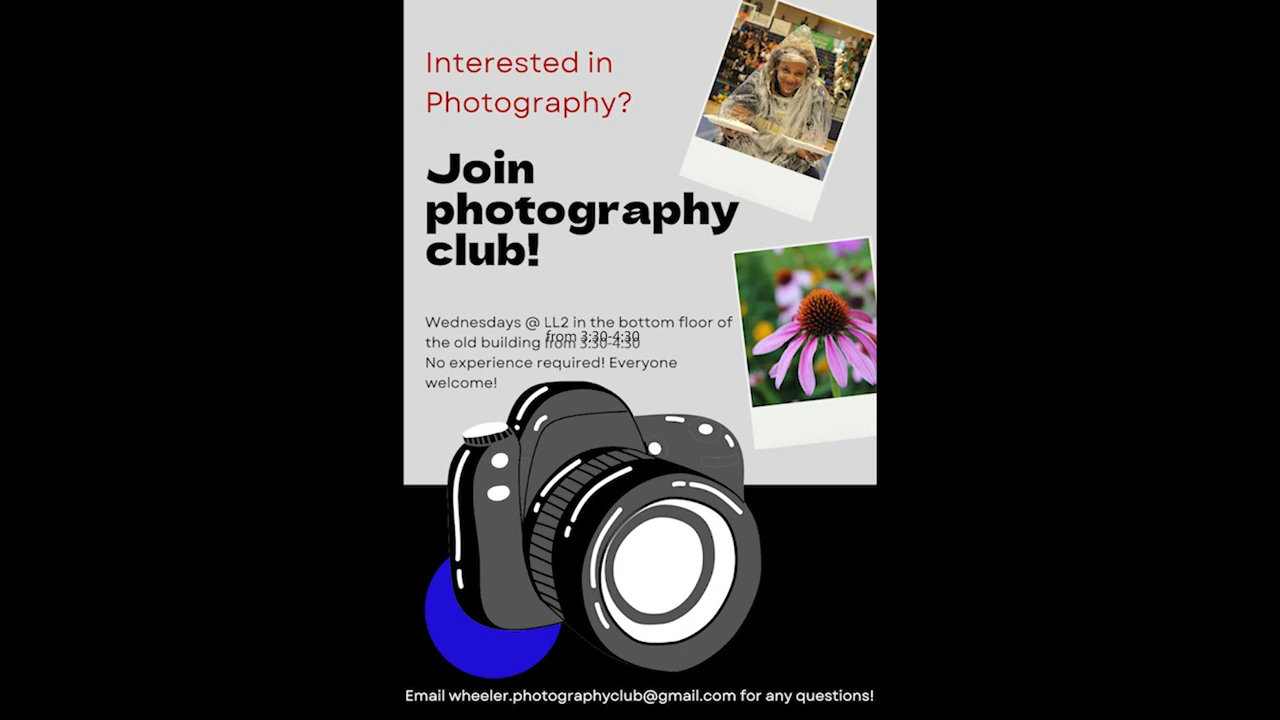 Interested in
Photography?
Join
photography
club!
Wednesdays @ LL2 in the bottom floor of
from 3:30-4:30
the old building from 3:30-4:30
No experience required! Everyone
welcome!
Email wheeler.photographyclub@gmail.com for any questions!